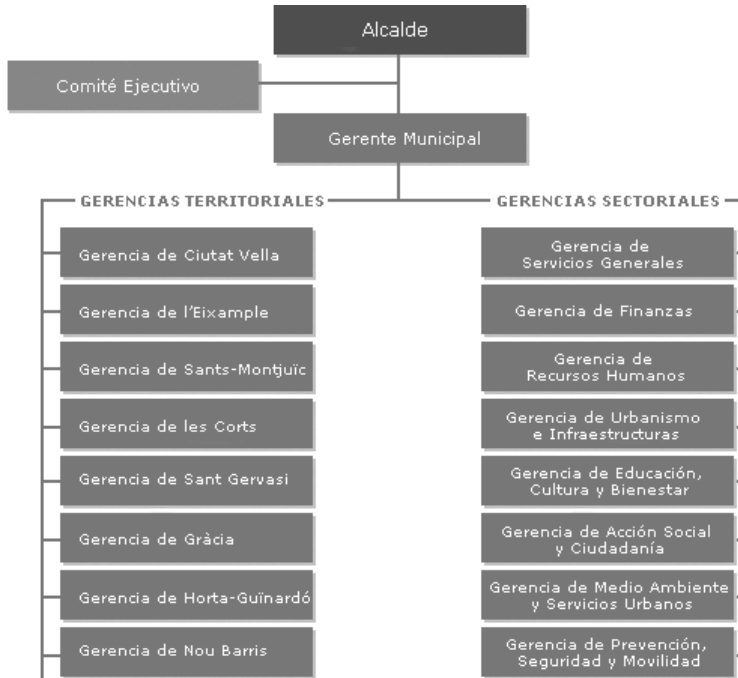 Alcalde
Comité Ejecutivo
Gerente Municipal
GERENCIAS TERRITORIALES
Gerencia de Ciutat Vella
Gerencia de l'Eixample
Gerencia de Sants-Montjuïc
Gerencia de les Corts
Gerencia de Sant Gervasi
Gerencia de Gràcia
Gerencia de Horta-Guïnardó
Gerencia de Nou Barris
GERENCIAS SECTORIALES
Gerencia de
Servicios Generales
Gerencia de Finanzas
Gerencia de
Recursos Humanos
Gerencia de Urbanismo
e Infraestructuras
Gerencia de Educación,
Cultura y Bienestar
Gerencia de Acción Social
y Ciudadanía
Gerencia de Medio Ambiente
y Servicios Urbanos
Gerencia de Prevención,
Seguridad y Movilidad